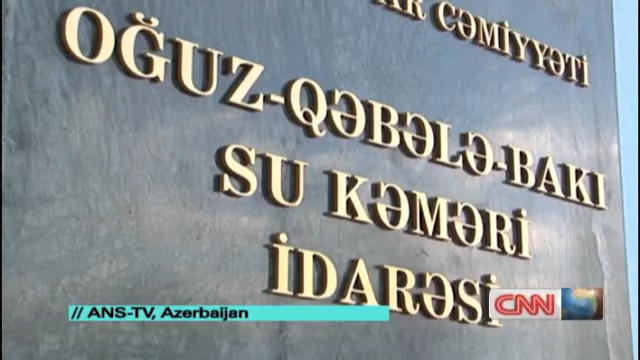 CƏMİYYƏTİ
OĞUZ-QƏBƏLƏ-BAKI
SU KƏMƏRİ
İDARƏSİ
// ANS-TV, Azerbaijan
CNN